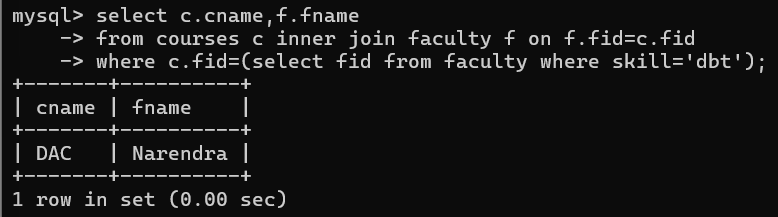 mysql> select c.cname,f.fname
    -> from courses c inner join faculty f on f.fid=c.fid
    -> where c.fid=(select fid from faculty where skill='dbt');
+-------+----------+
| cname | fname    |
+-------+----------+
| DAC   | Narendra |
+-------+----------+
1 row in set (0.00 sec)